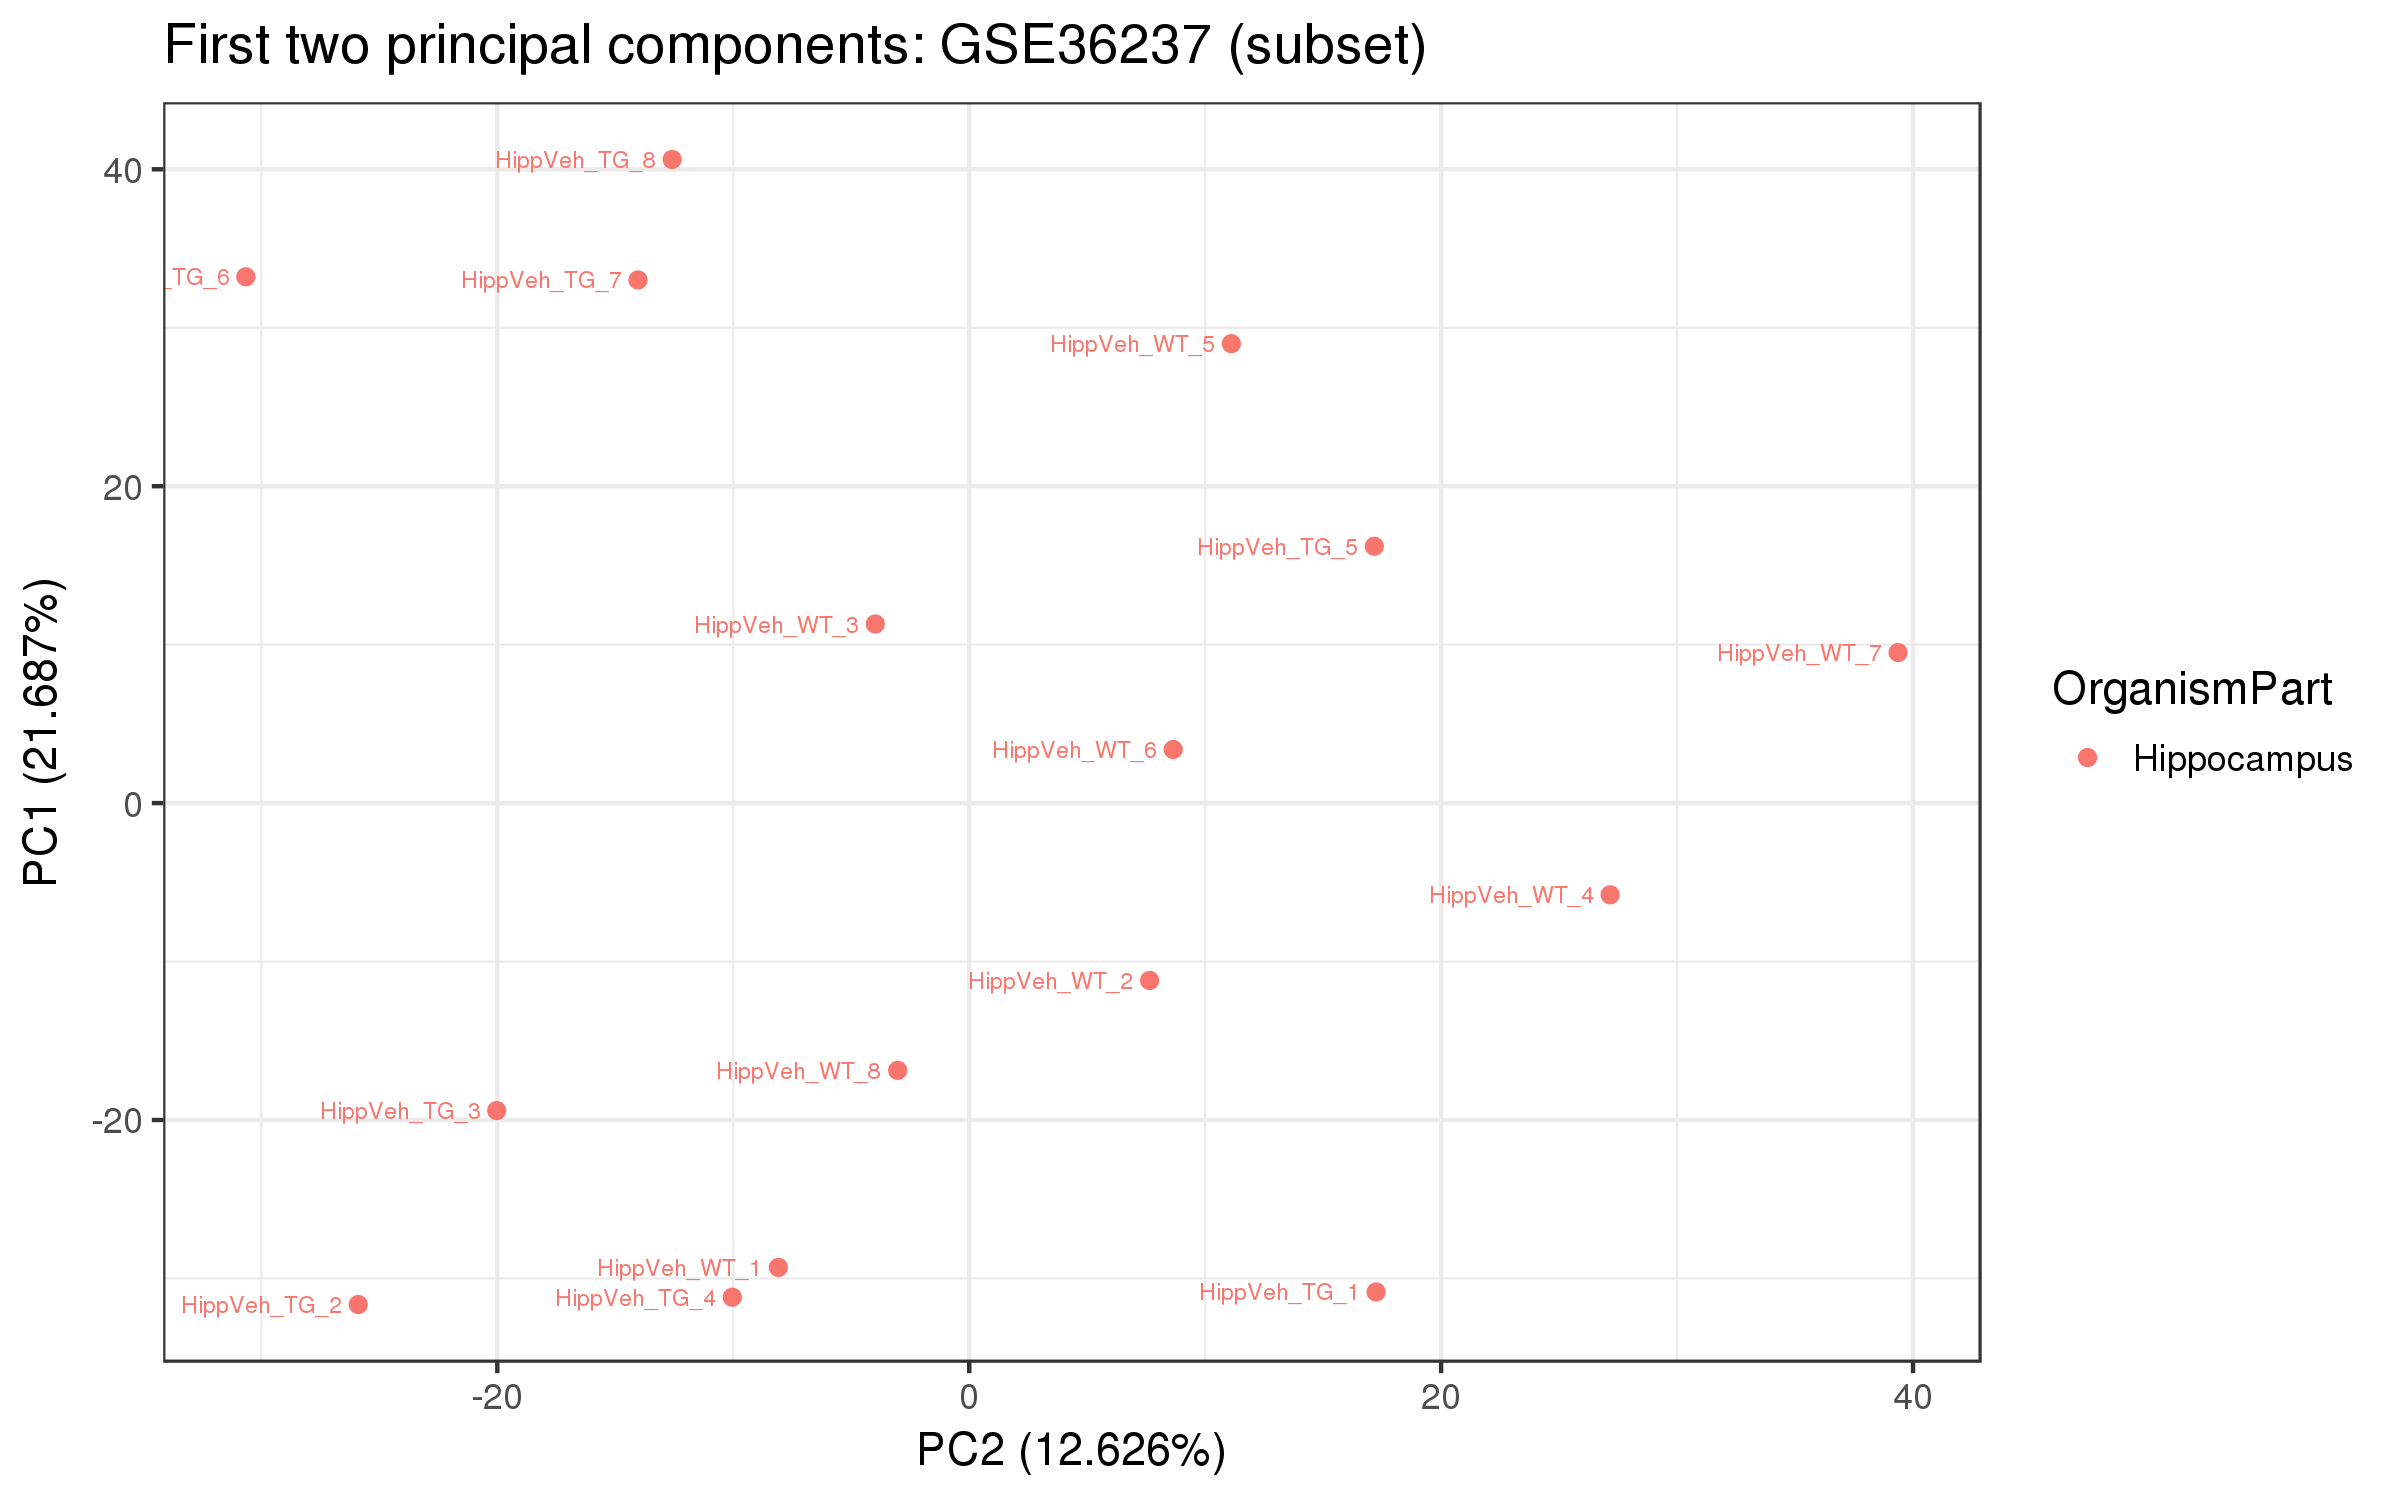 First two principal components: GSE36237 (subset)
HippVeh_TG_8
40
_TG_6
HippVeh_TG_7
HippVeh_WT_5
20
HippVeh_TG_5
HippVeh_WT_3
HippVeh_WT_7
HippVeh_WT_6
0
HippVeh_WT_4
HippVeh_WT_2
HippVeh_WT_8
HippVeh_TG_3
-20
HippVeh_WT_1
HippVeh_TG_1
HippVeh_TG_4
HippVeh_TG_2
PC1 (21.687%)
-20
0
20
40
PC2 (12.626%)
OrganismPart
Hippocampus